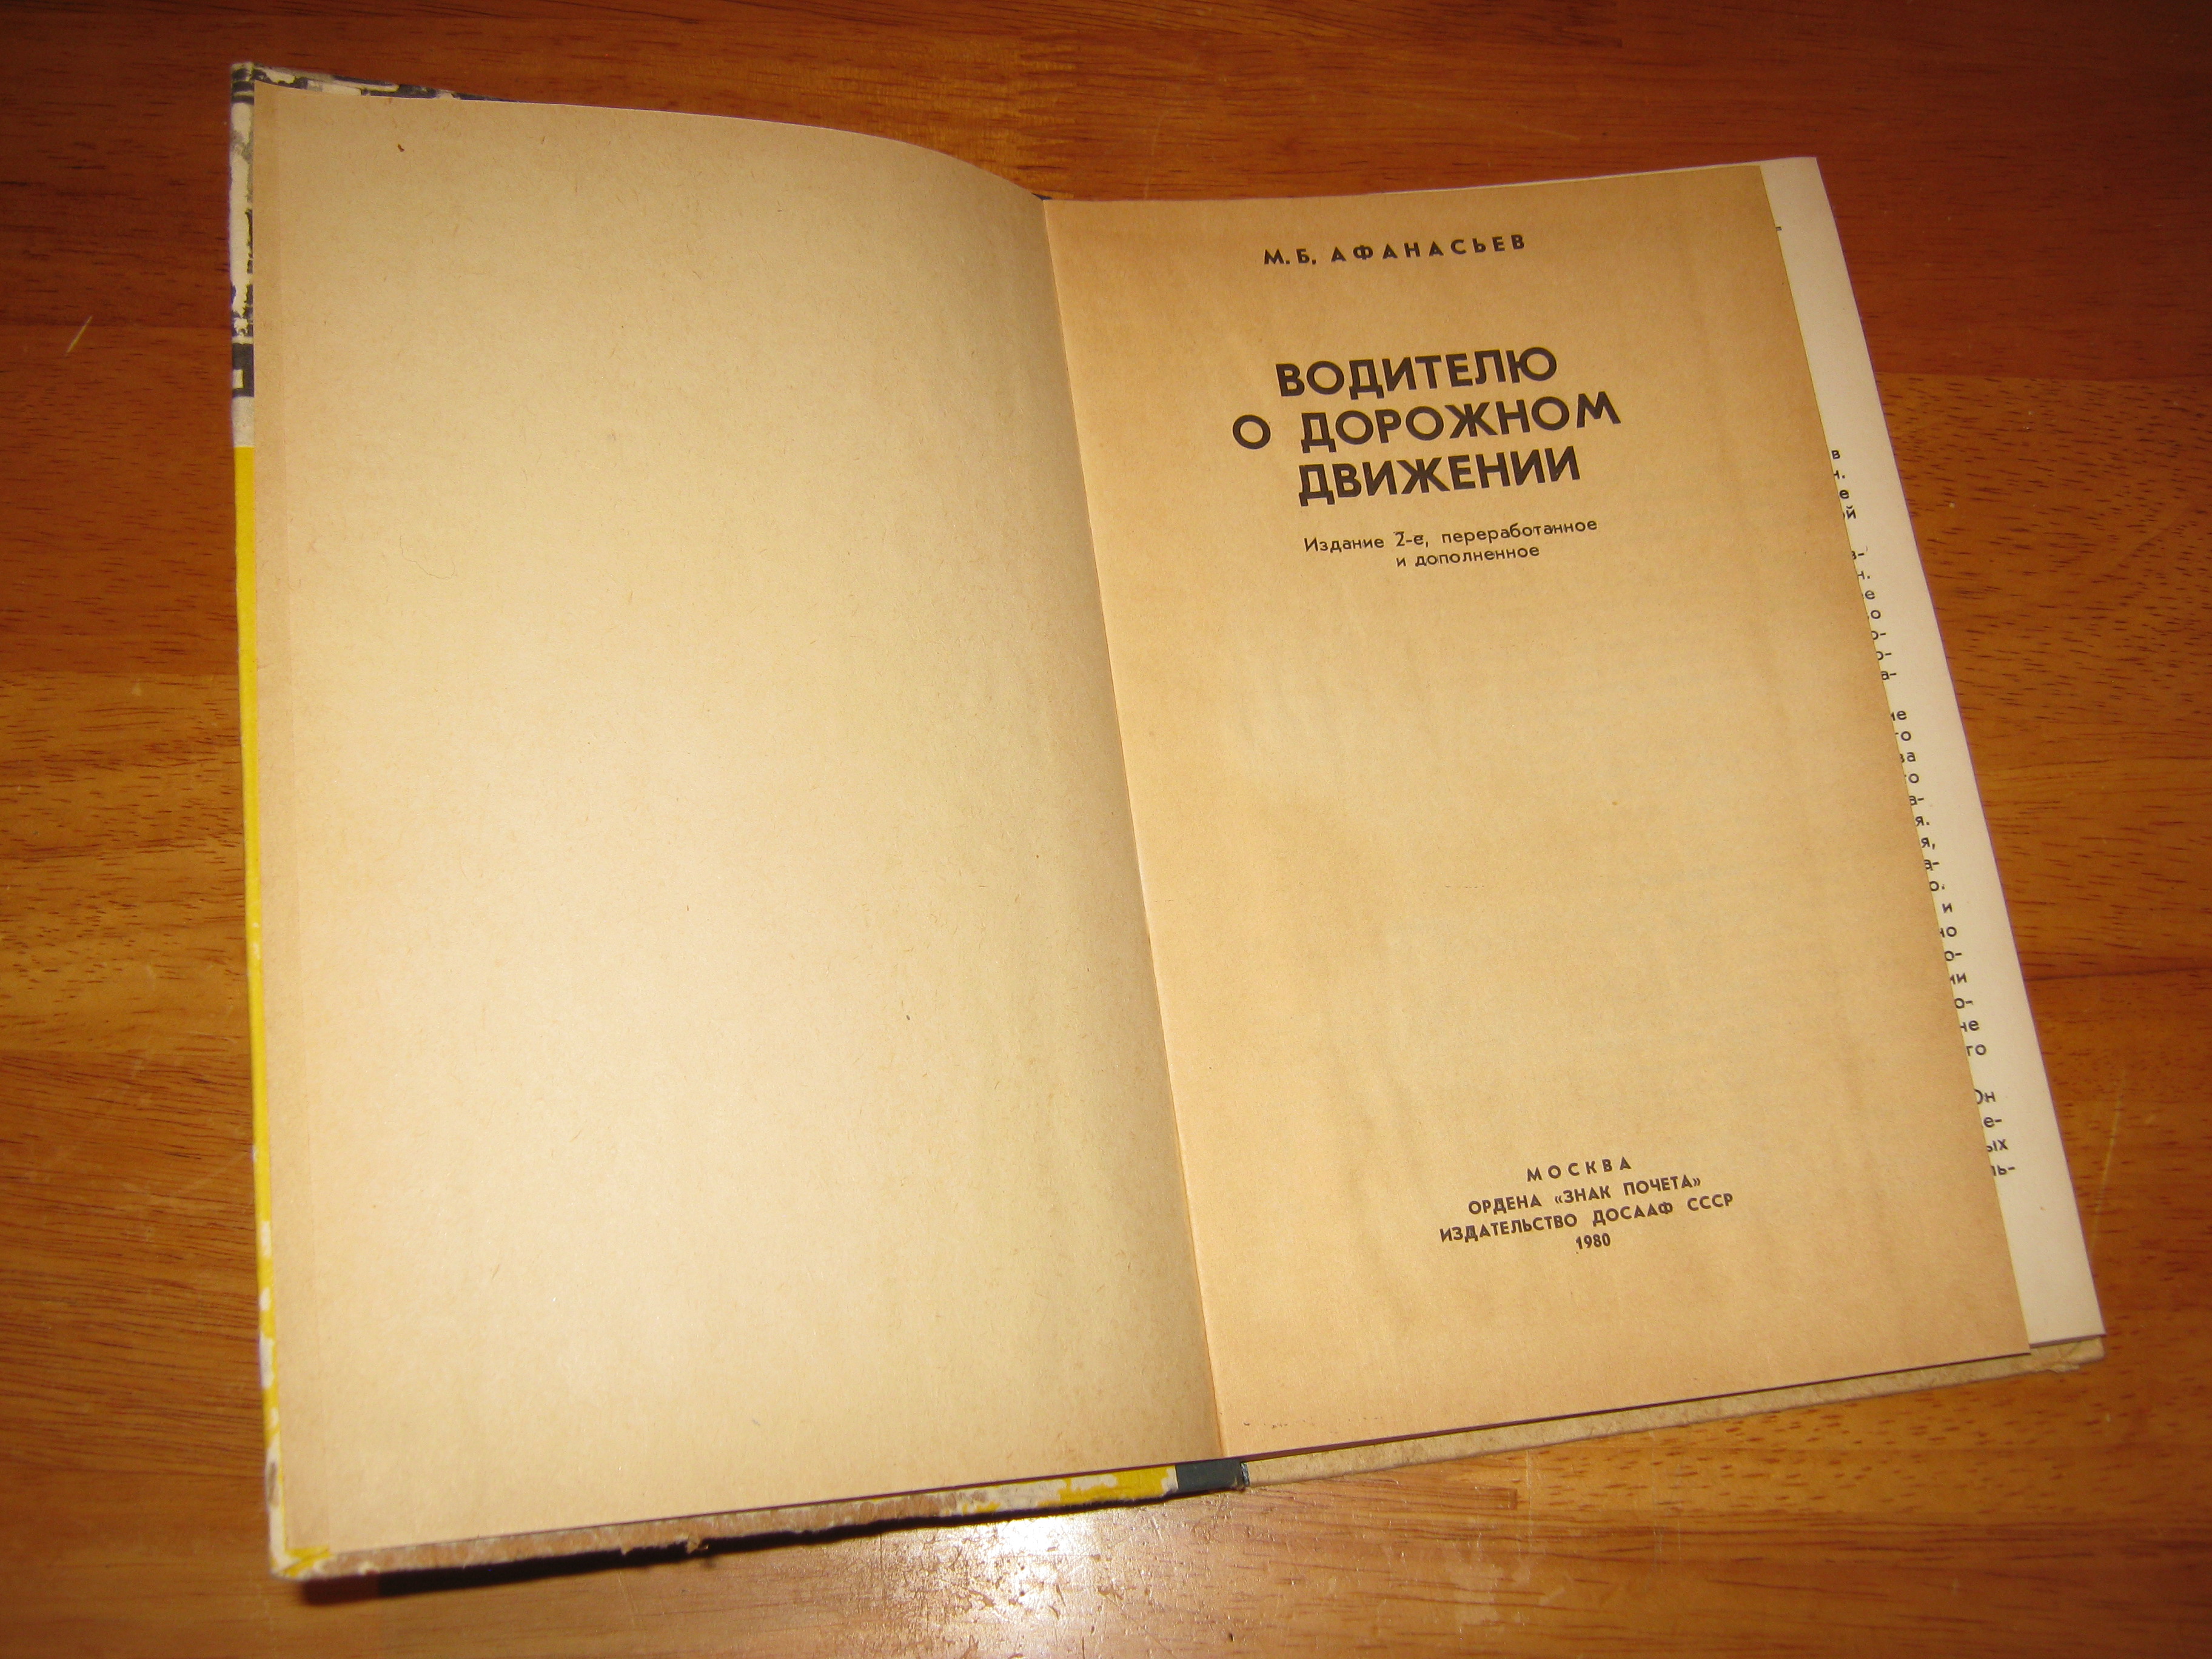 М. Б. АФАНАСЬЕВ
ВОДИТЕЛЮ
О ДОРОЖНОМ
ДВИЖЕНИИ
Издание 2-е, переработанное
и дополненное
МОСКВА
ОРДЕНА «ЗНАК ПОЧЕТА»
ИЗДАТЕЛЬСТВО ДОСААФ СССР
1980